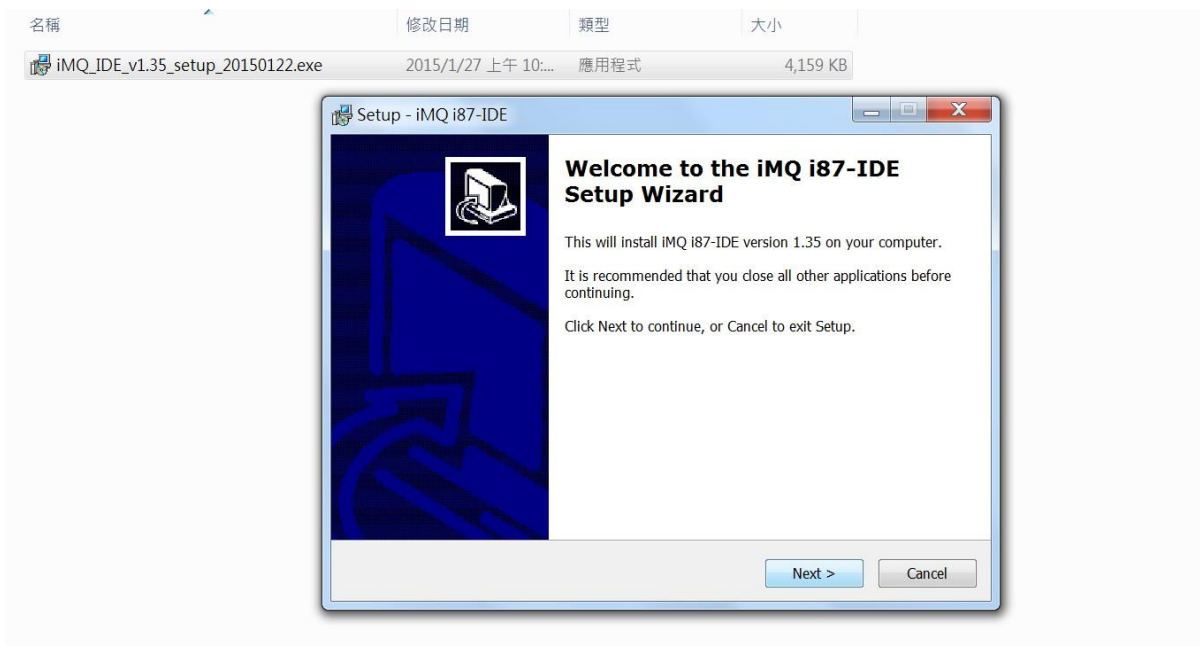 名稱 修改日期 類型 大小
iMQ_IDE_v1.35_setup_20150122.exe 2015/1/27 上午 10:... 應用程式 4,159 KB
Setup - iMQ i87-IDE
Welcome to the iMQ i87-IDE
Setup Wizard
This will install iMQ i87-IDE version 1.35 on your computer.
It is recommended that you close all other applications before
continuing.
Click Next to continue, or Cancel to exit Setup.
Next > Cancel